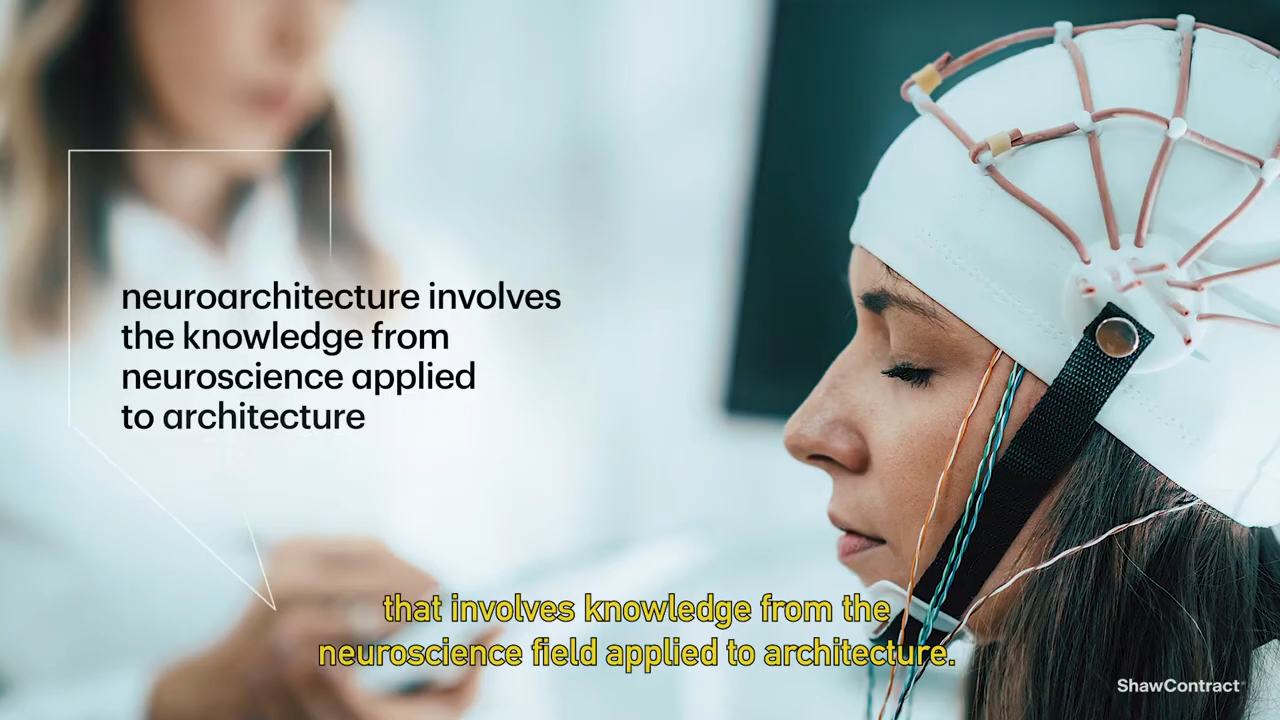 neuroarchitecture involves
the knowledge from
neuroscience applied
to architecture
that involves knowledge from the
neuroscience field applied to architecture.
ShawContract